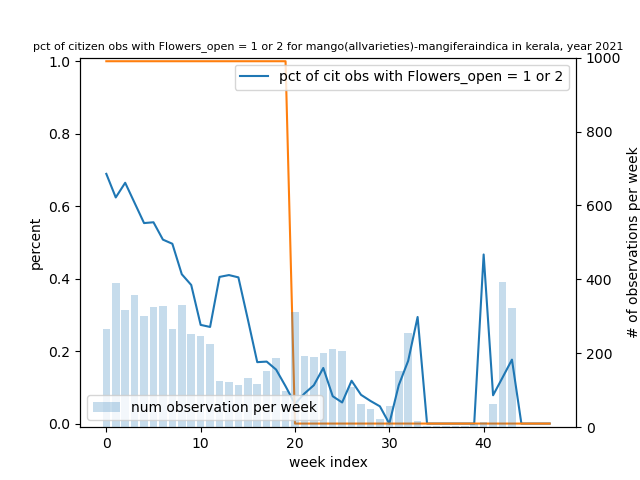 pct of citizen obs with Flowers_open = 1 or 2 for mango(allvarieties)-mangiferaindica in kerala, year 2021
pct of cit obs with Flowers_open = 1 or 2
num observation per week
percent
1.0
0.8
0.6
0.4
0.2
0.0
0
10
20
30
40
week index
1000
800
600
400
200
0
# of observations per week